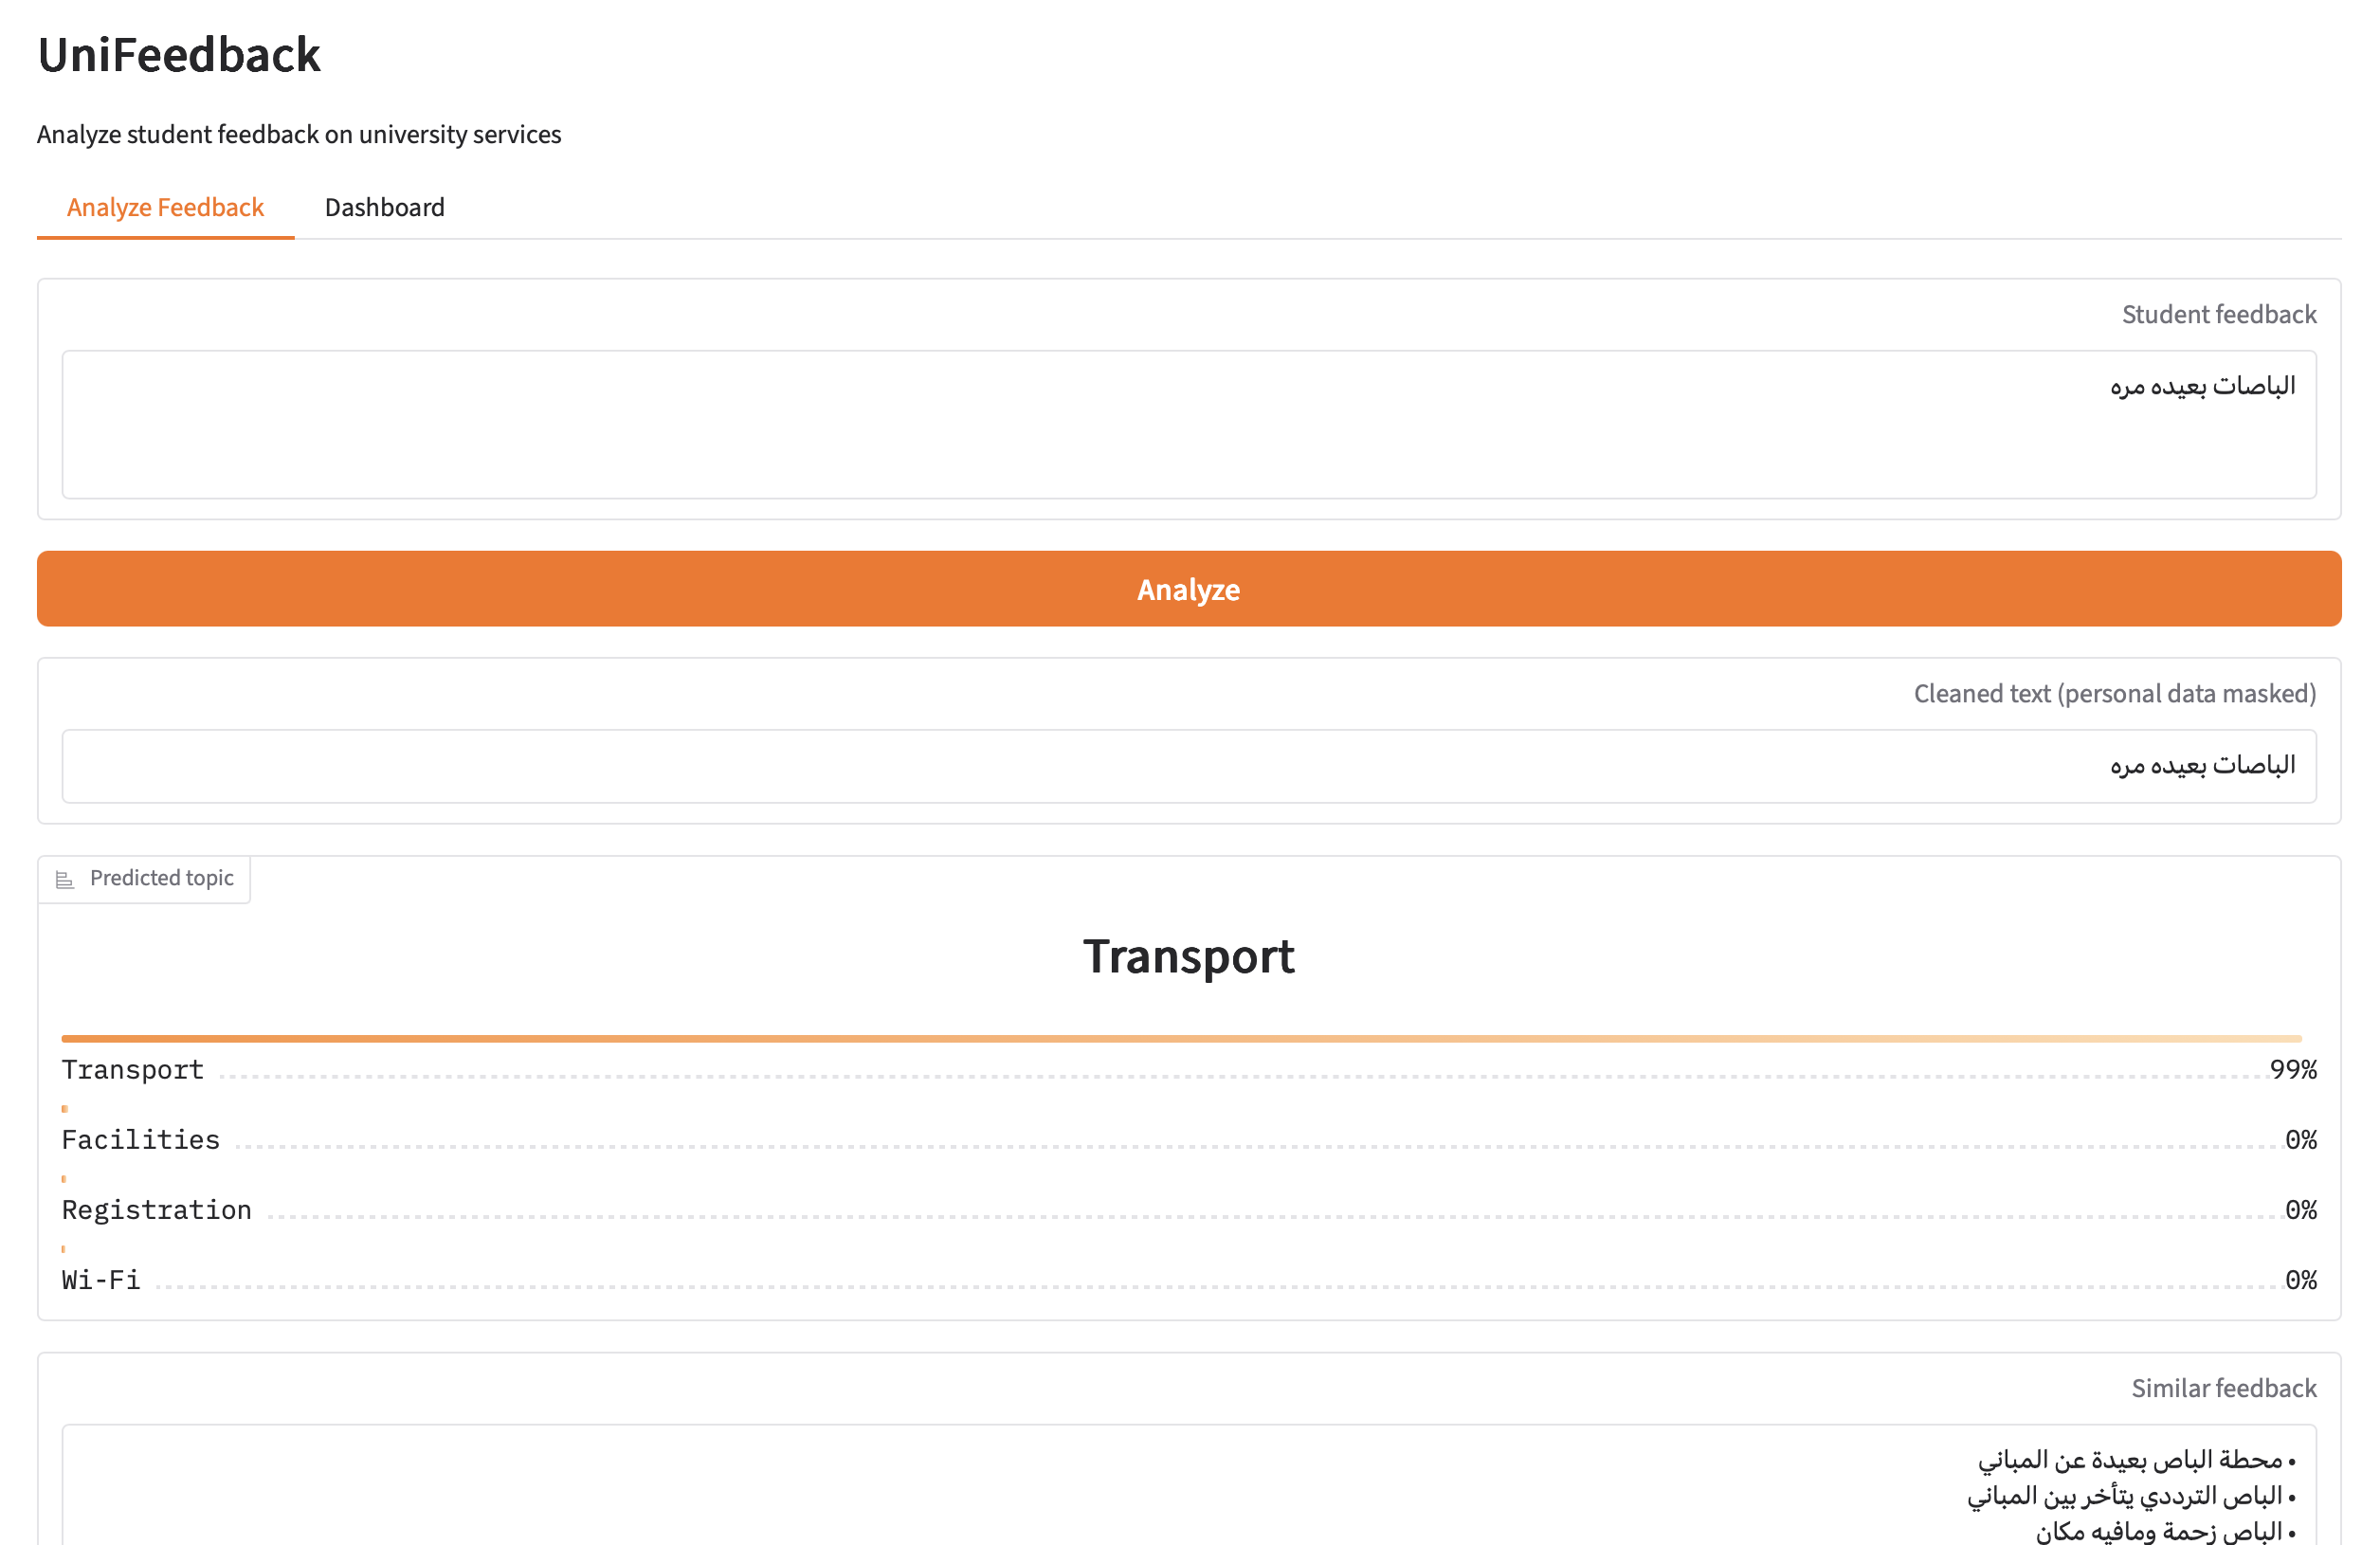 UniFeedback
Analyze student feedback on university services
Analyze Feedback
Dashboard
Student feedback
الباصات بعيده مره
Analyze
Cleaned text (personal data masked)
الباصات بعيده مره
Predicted topic
Transport
Transport 99%
Facilities 0%
Registration 0%
Wi-Fi 0%
Similar feedback
• محطة الباص بعيدة عن المباني
• الباص الترددي يتأخر بين المباني
• الباص زحمة ومافيه مكان